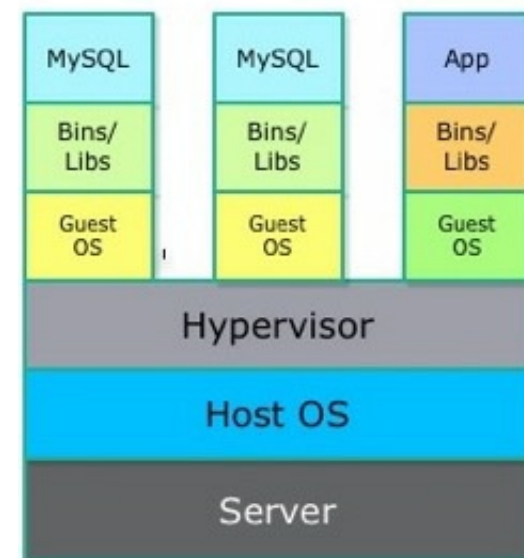 MySQL
Bins/
Libs
Guest
OS
MySQL
Bins/
Libs
Guest
OS
App
Bins/
Libs
Guest
OS
Hypervisor
Host OS
Server